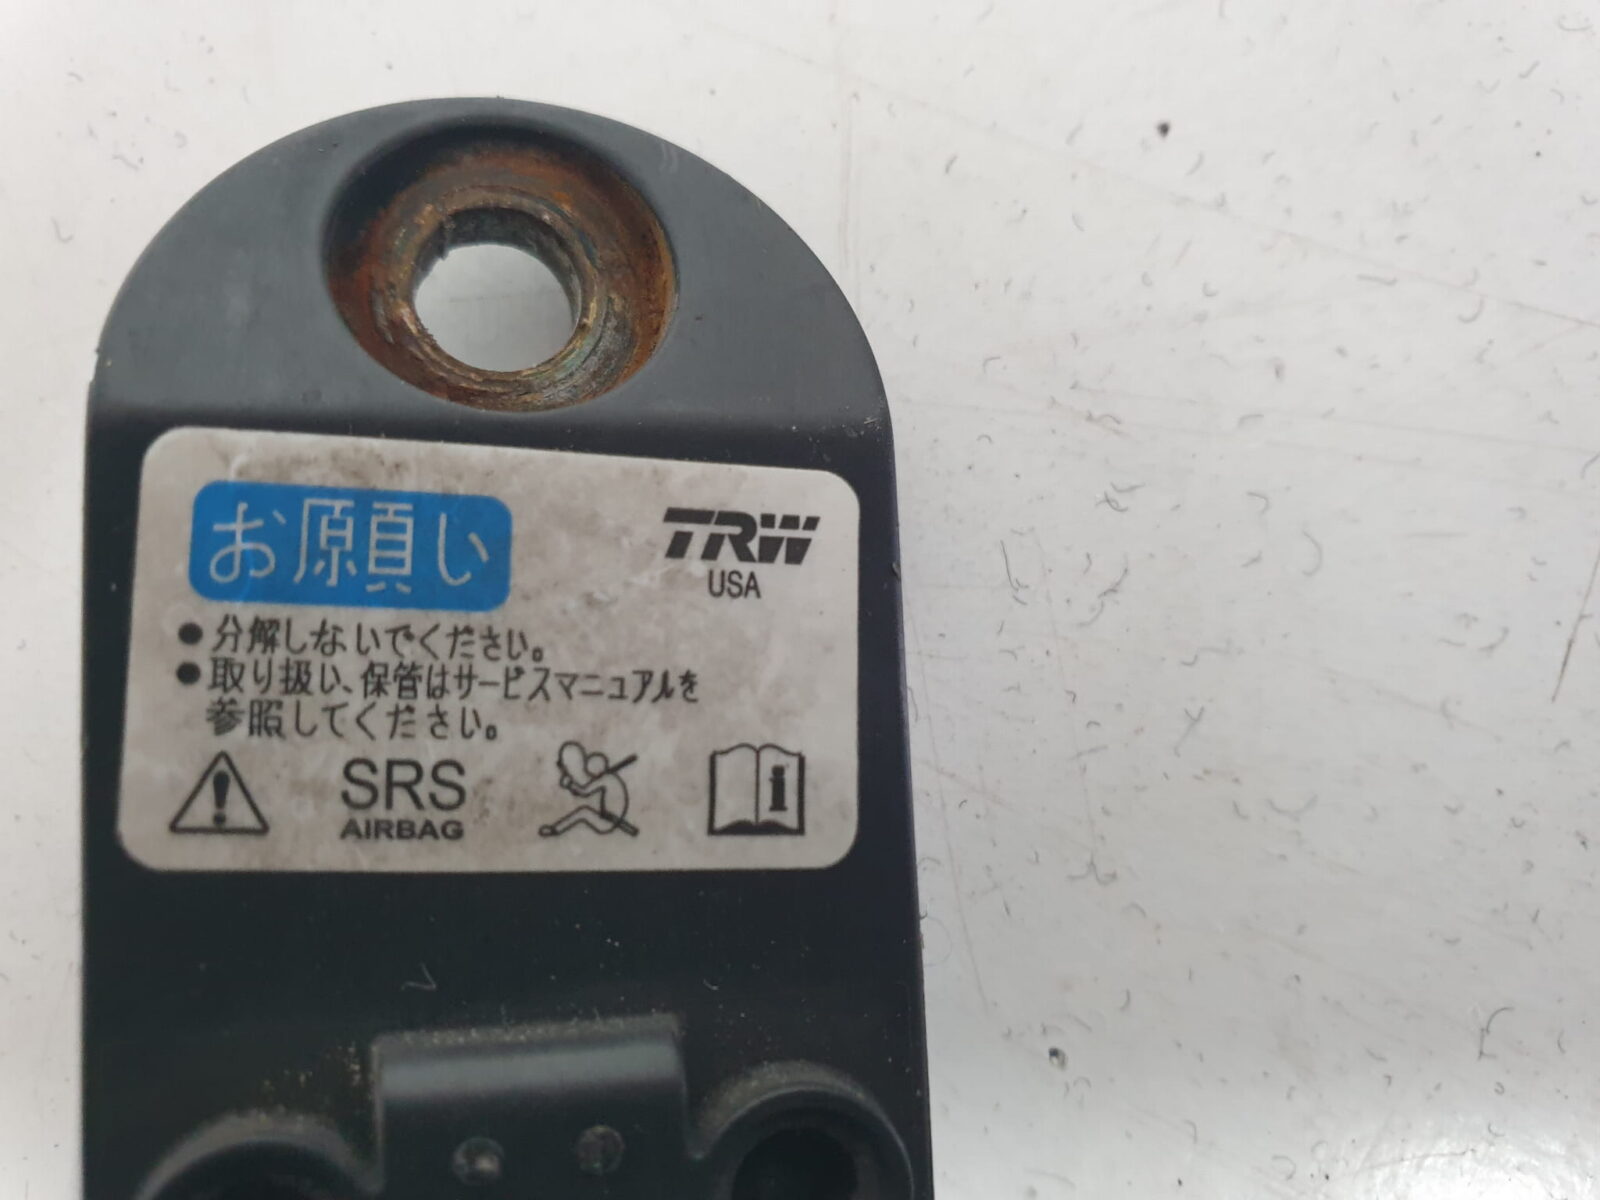 お願い
TRW
USA
●分解しないでください。
●取り扱い、保管はサービスマニュアルを
参照してください。
SRS
AIRBAG